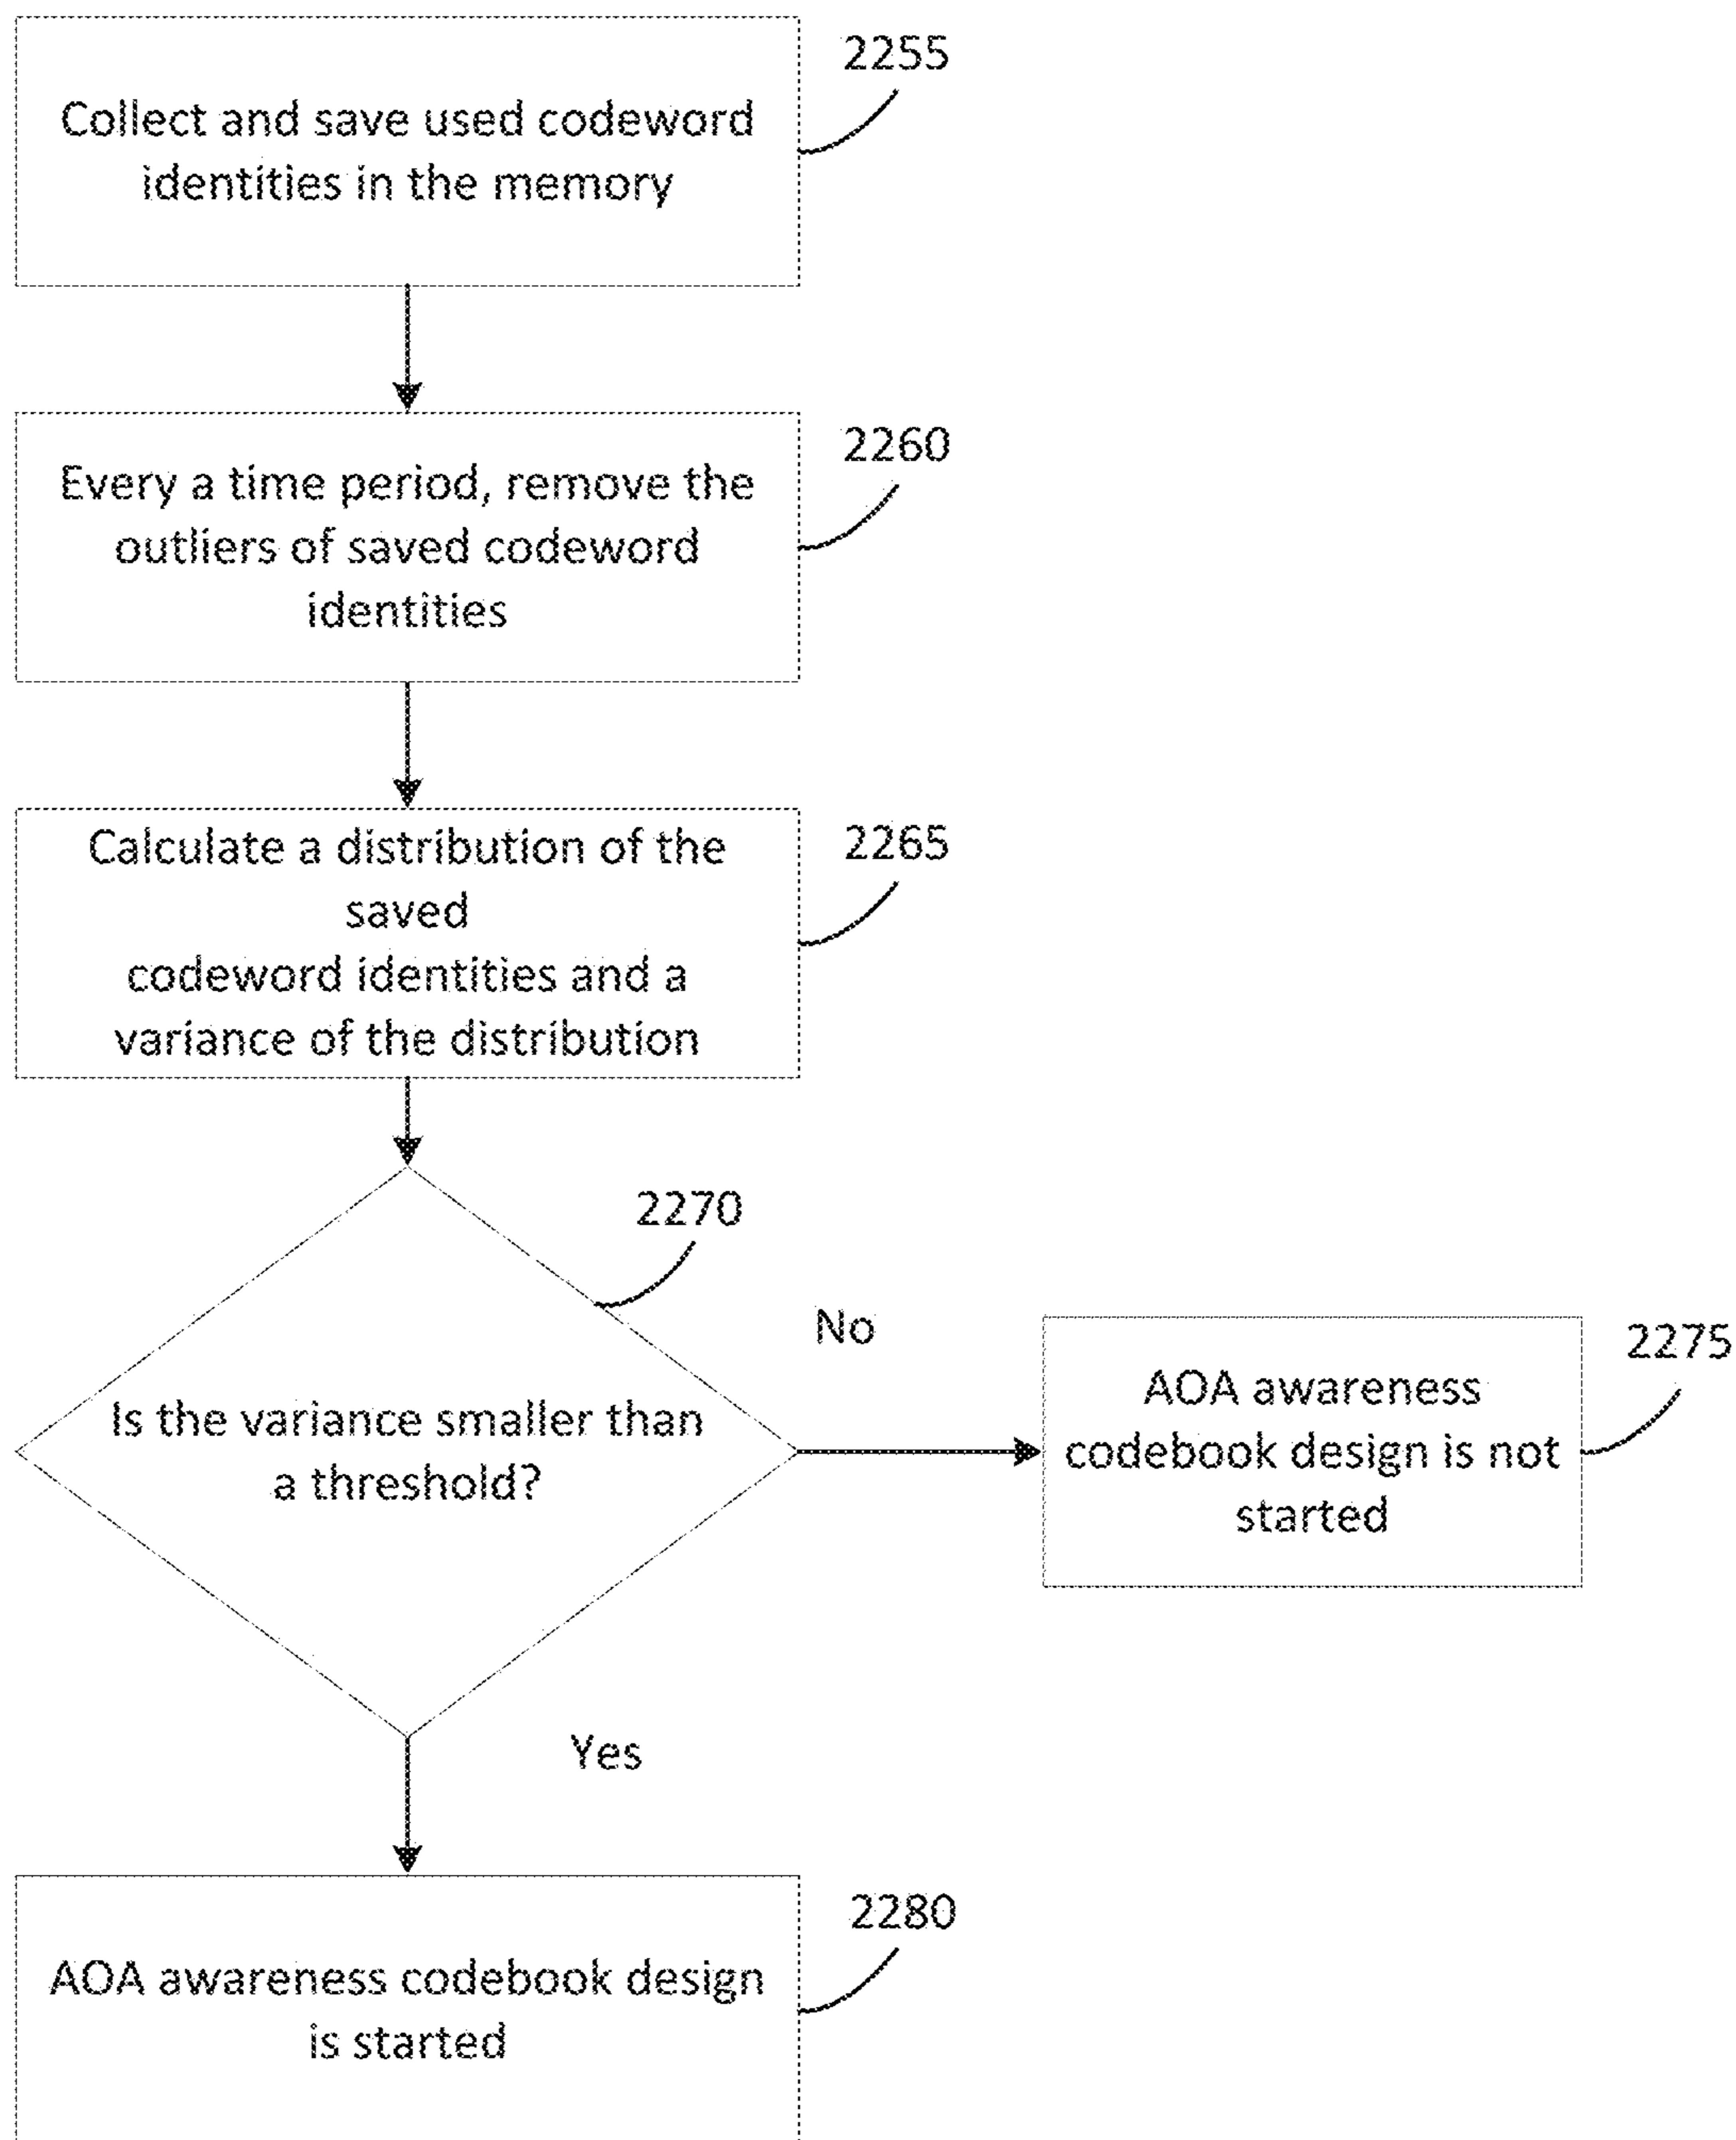 2255
Collect and save used codeword
identities in the memory
2260
Every a time period, remove the
outliers of saved codeword
identities
2265
Calculate a distribution of the
saved
codeword identities and a
variance of the distribution
2270
Is the variance smaller than
a threshold?
No
2275
AOA awareness
codebook design is not
started
Yes
2280
AOA awareness codebook design
is started